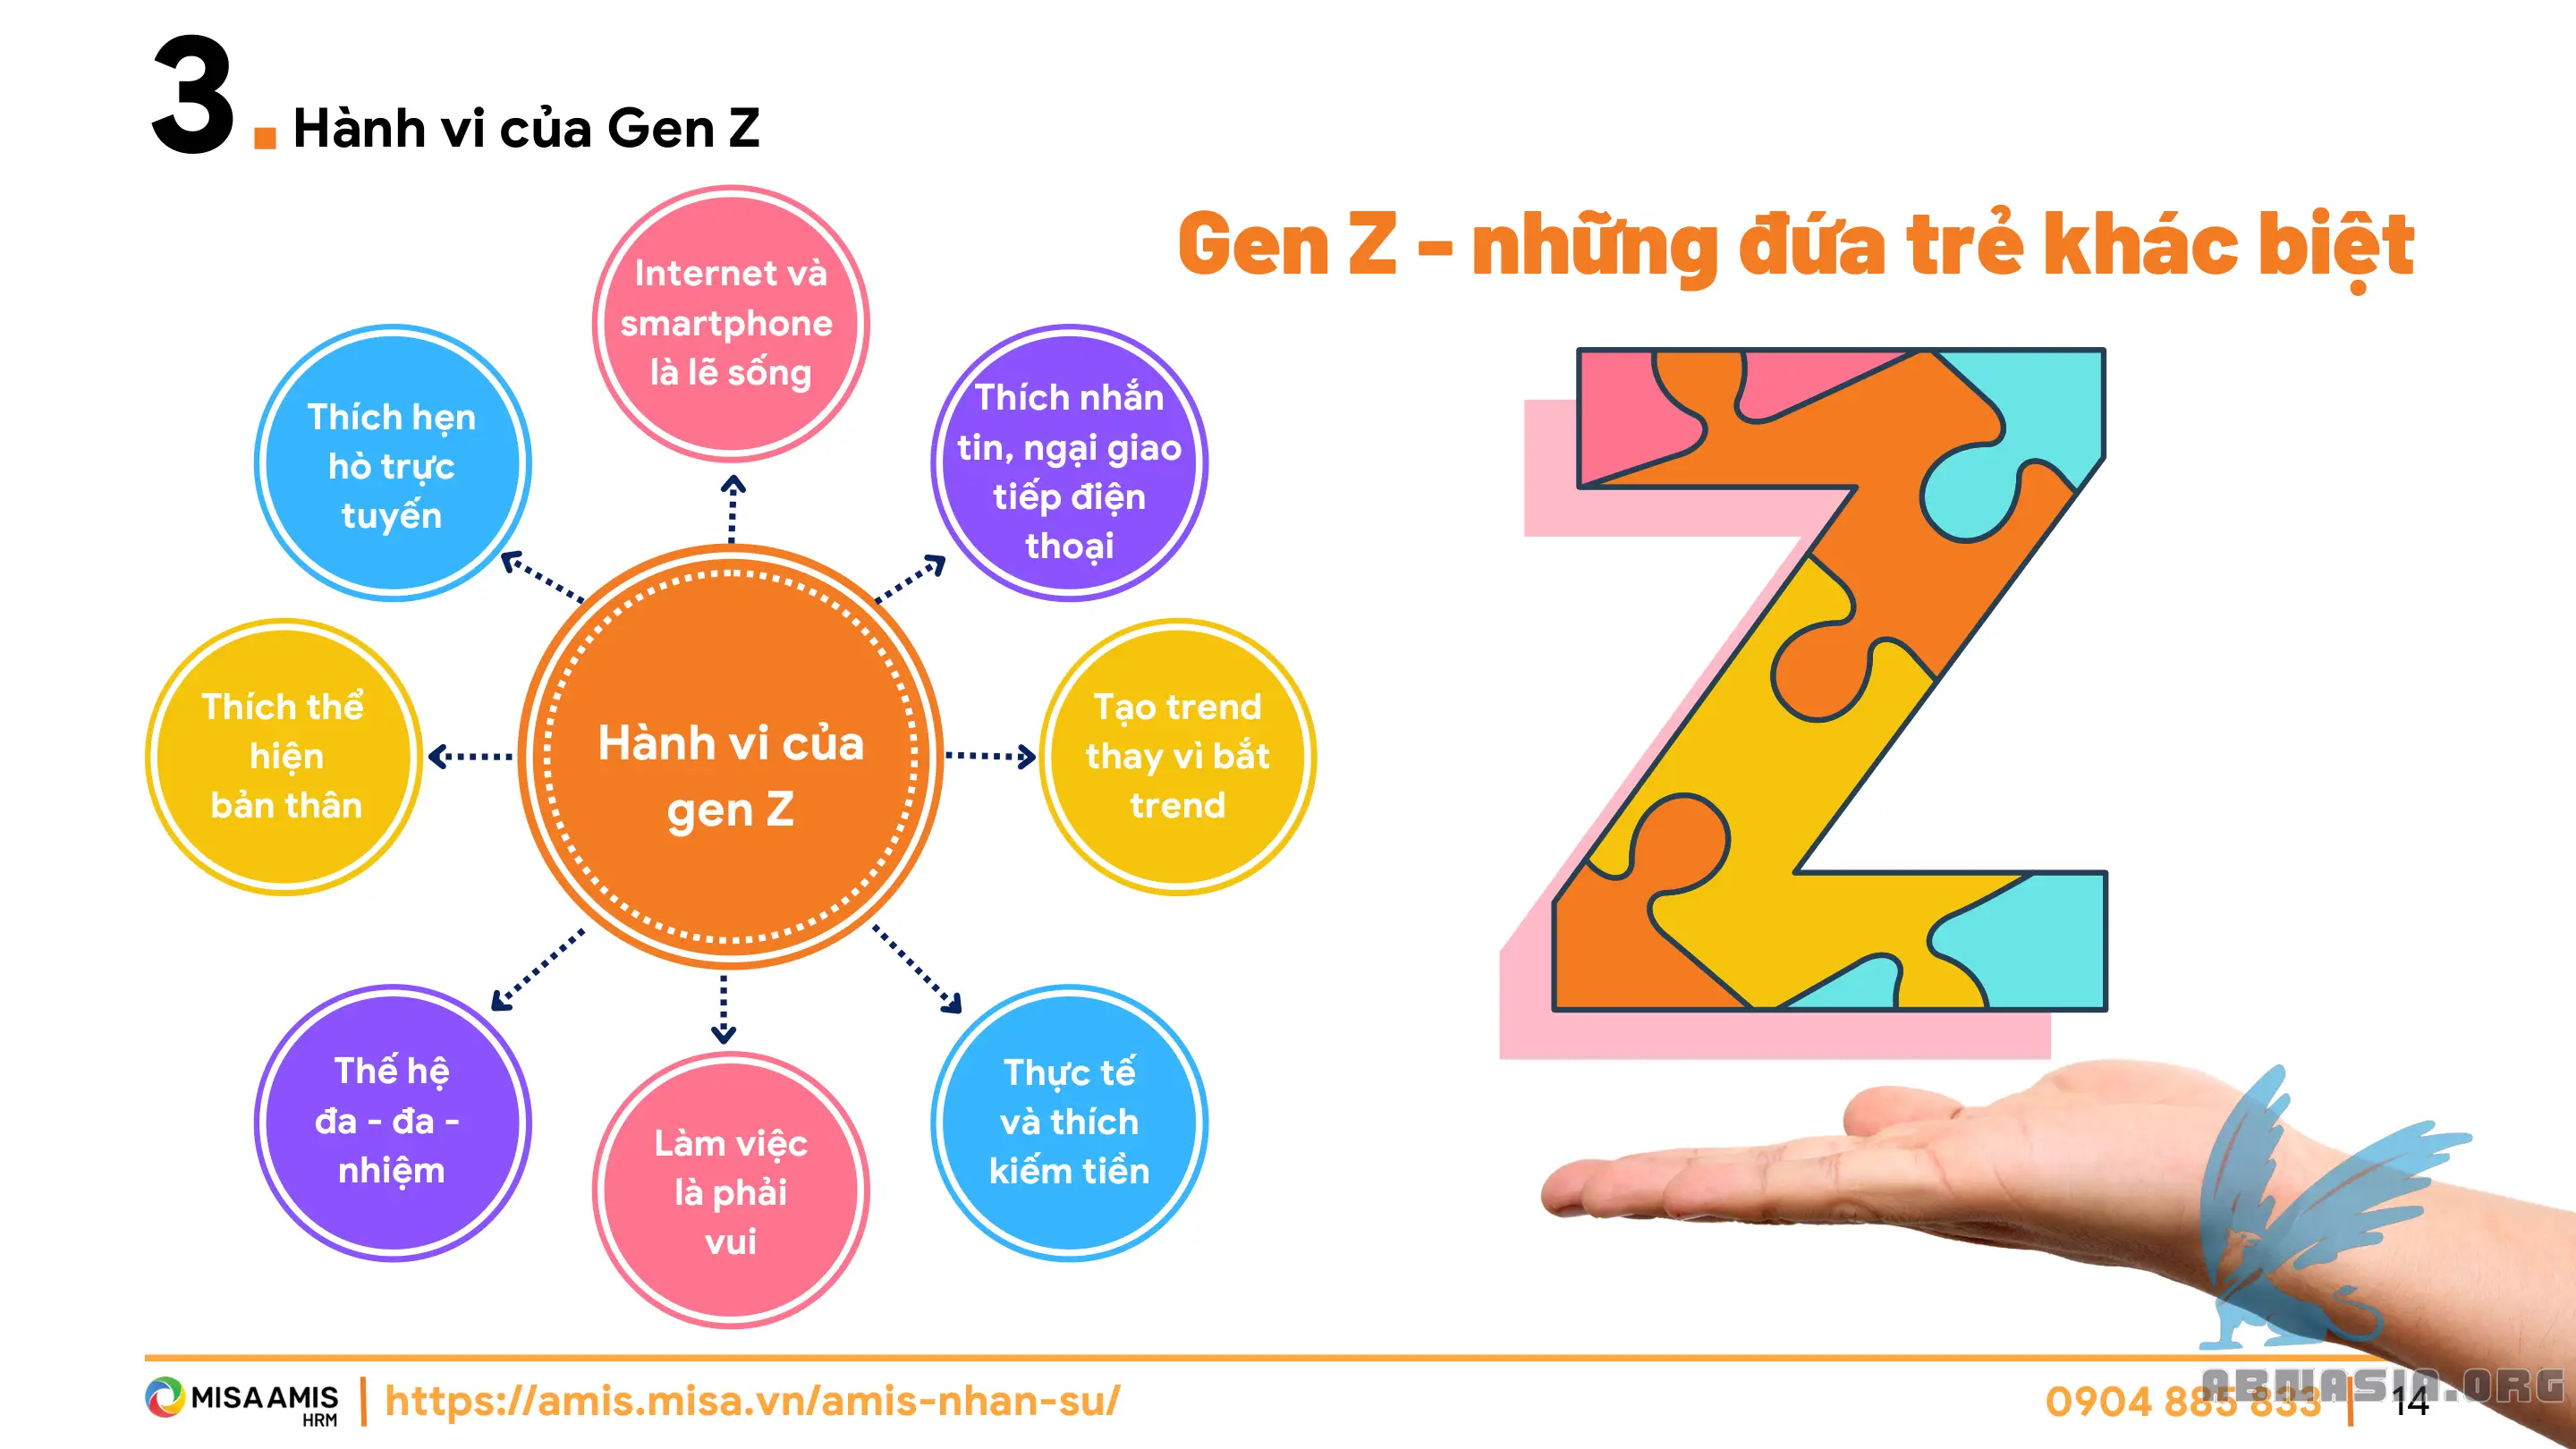 3. Hành vi của Gen Z
Gen Z - những đứa trẻ khác biệt
Internet và
smartphone
là lẽ sống
Thích nhắn
tin, ngại giao
tiếp điện
thoại
Tạo trend
thay vì bắt
trend
Thực tế
và thích
kiếm tiền
Làm việc
là phải
vui
Thế hệ
đa - đa -
nhiệm
Thích thể
hiện
bản thân
Thích hẹn
hò trực
tuyến
Hành vi của
gen Z
MISA AMIS
HRM
https://amis.misa.vn/amis-nhan-su/
0904 885 833
14
ABMASIA.ORG